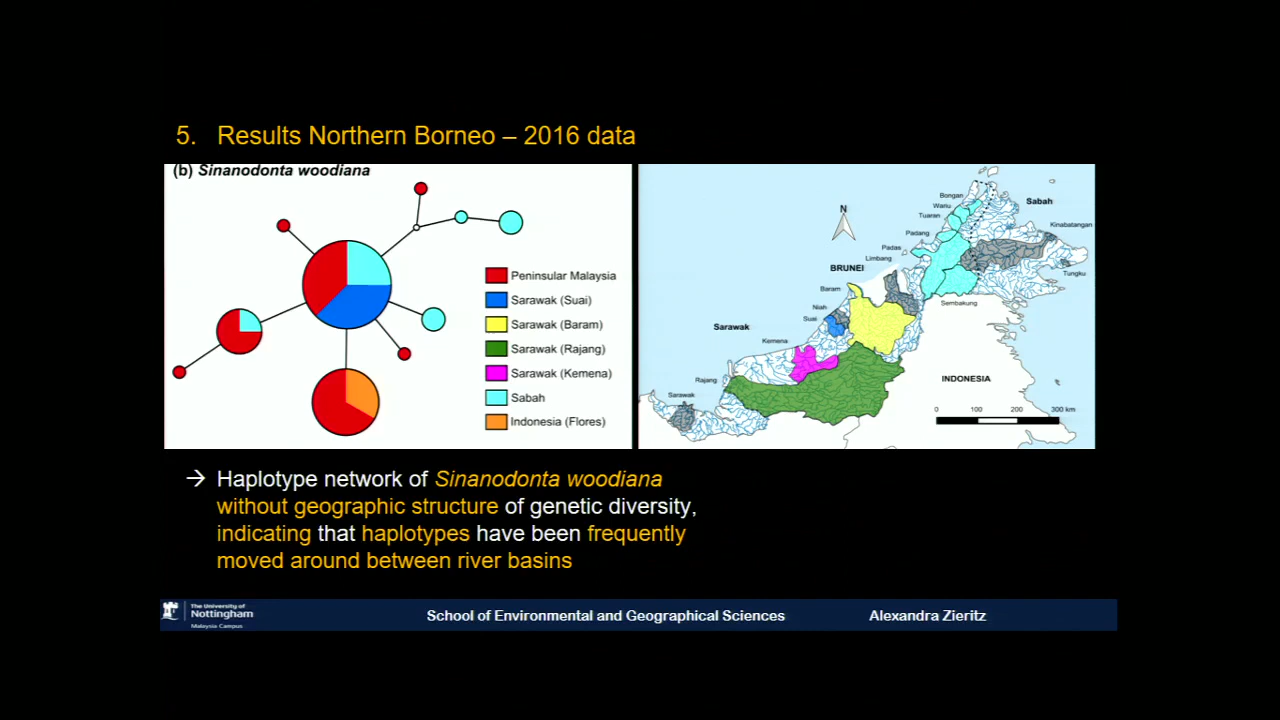 5. Results Northern Borneo – 2016 data
(b) Sinanodonta woodiana
Peninsular Malaysia
Sarawak (Suai)
Sarawak (Baram)
Sarawak (Rajang)
Sarawak (Kemena)
Sabah
Indonesia (Flores)
N
Bongan
Wariu
Tuaran
Sabah
Padang
Kinabatangan
Padas
Limbang
BRUNEI
Tungku
Baram
Sembakung
Niah
Suai
Sarawak
Kemena
INDONESIA
Rajang
Sarawak
0 100 200 300 km
→ Haplotype network of Sinanodonta woodiana
without geographic structure of genetic diversity,
indicating that haplotypes have been frequently
moved around between river basins
The University of
Nottingham
Malaysia Campus
School of Environmental and Geographical Sciences
Alexandra Zieritz